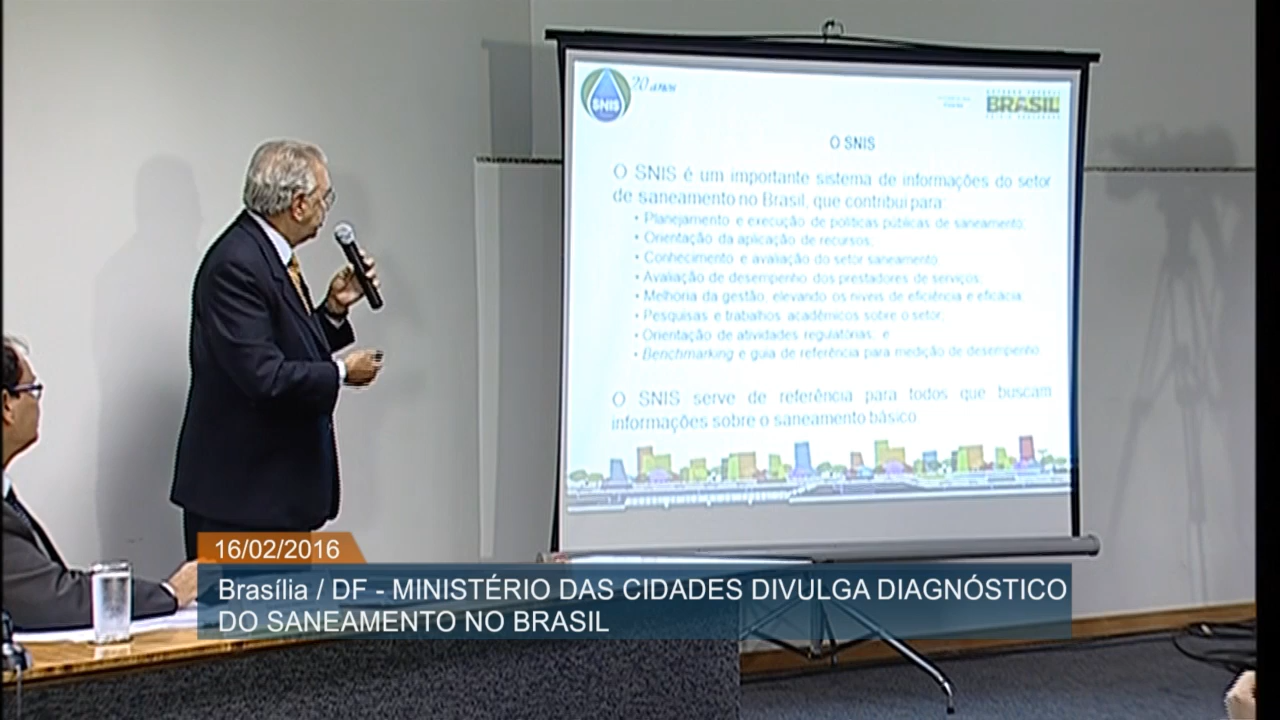 SNIS
20 anos
BRASIL
O SNIS
O SNIS é um importante sistema de informações do setor
de saneamento no Brasil, que contribui para:
• Planejamento e execução de políticas públicas de saneamento;
• Orientação da aplicação de recursos;
• Conhecimento e avaliação do setor saneamento
• Avaliação de desempenho dos prestadores de serviços;
• Melhoria da gestão, elevando os níveis de eficiência e eficácia;
• Pesquisas e trabalhos acadêmicos sobre o setor;
• Orientação de atividades regulatórias; e
• Benchmarking e guia de referência para medição de desempenho.
O SNIS serve de referência para todos que buscam
informações sobre o saneamento básico
16/02/2016
Brasília / DF - MINISTÉRIO DAS CIDADES DIVULGA DIAGNÓSTICO
DO SANEAMENTO NO BRASIL